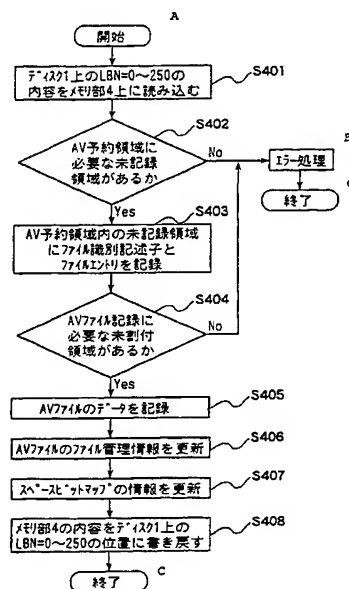 A
開始
ディスク1上のLBN=0～250の
内容をメモリ部4上に読み込む
S401
S402
AV予約領域に
必要な未記録
領域があるか
No
Yes
エラー処理
終了
S403
AV予約領域内の未記録領域
にファイル識別記述子と
ファイルエントリを記録
S404
AVファイル記録に
必要な未割付
領域があるか
No
Yes
S405
AVファイルのデータを記録
S406
AVファイルのファイル管理情報を更新
S407
スペースビットマップの情報を更新
S408
メモリ部4の内容をディスク1上の
LBN=0～250の位置に書き戻す
C
終了